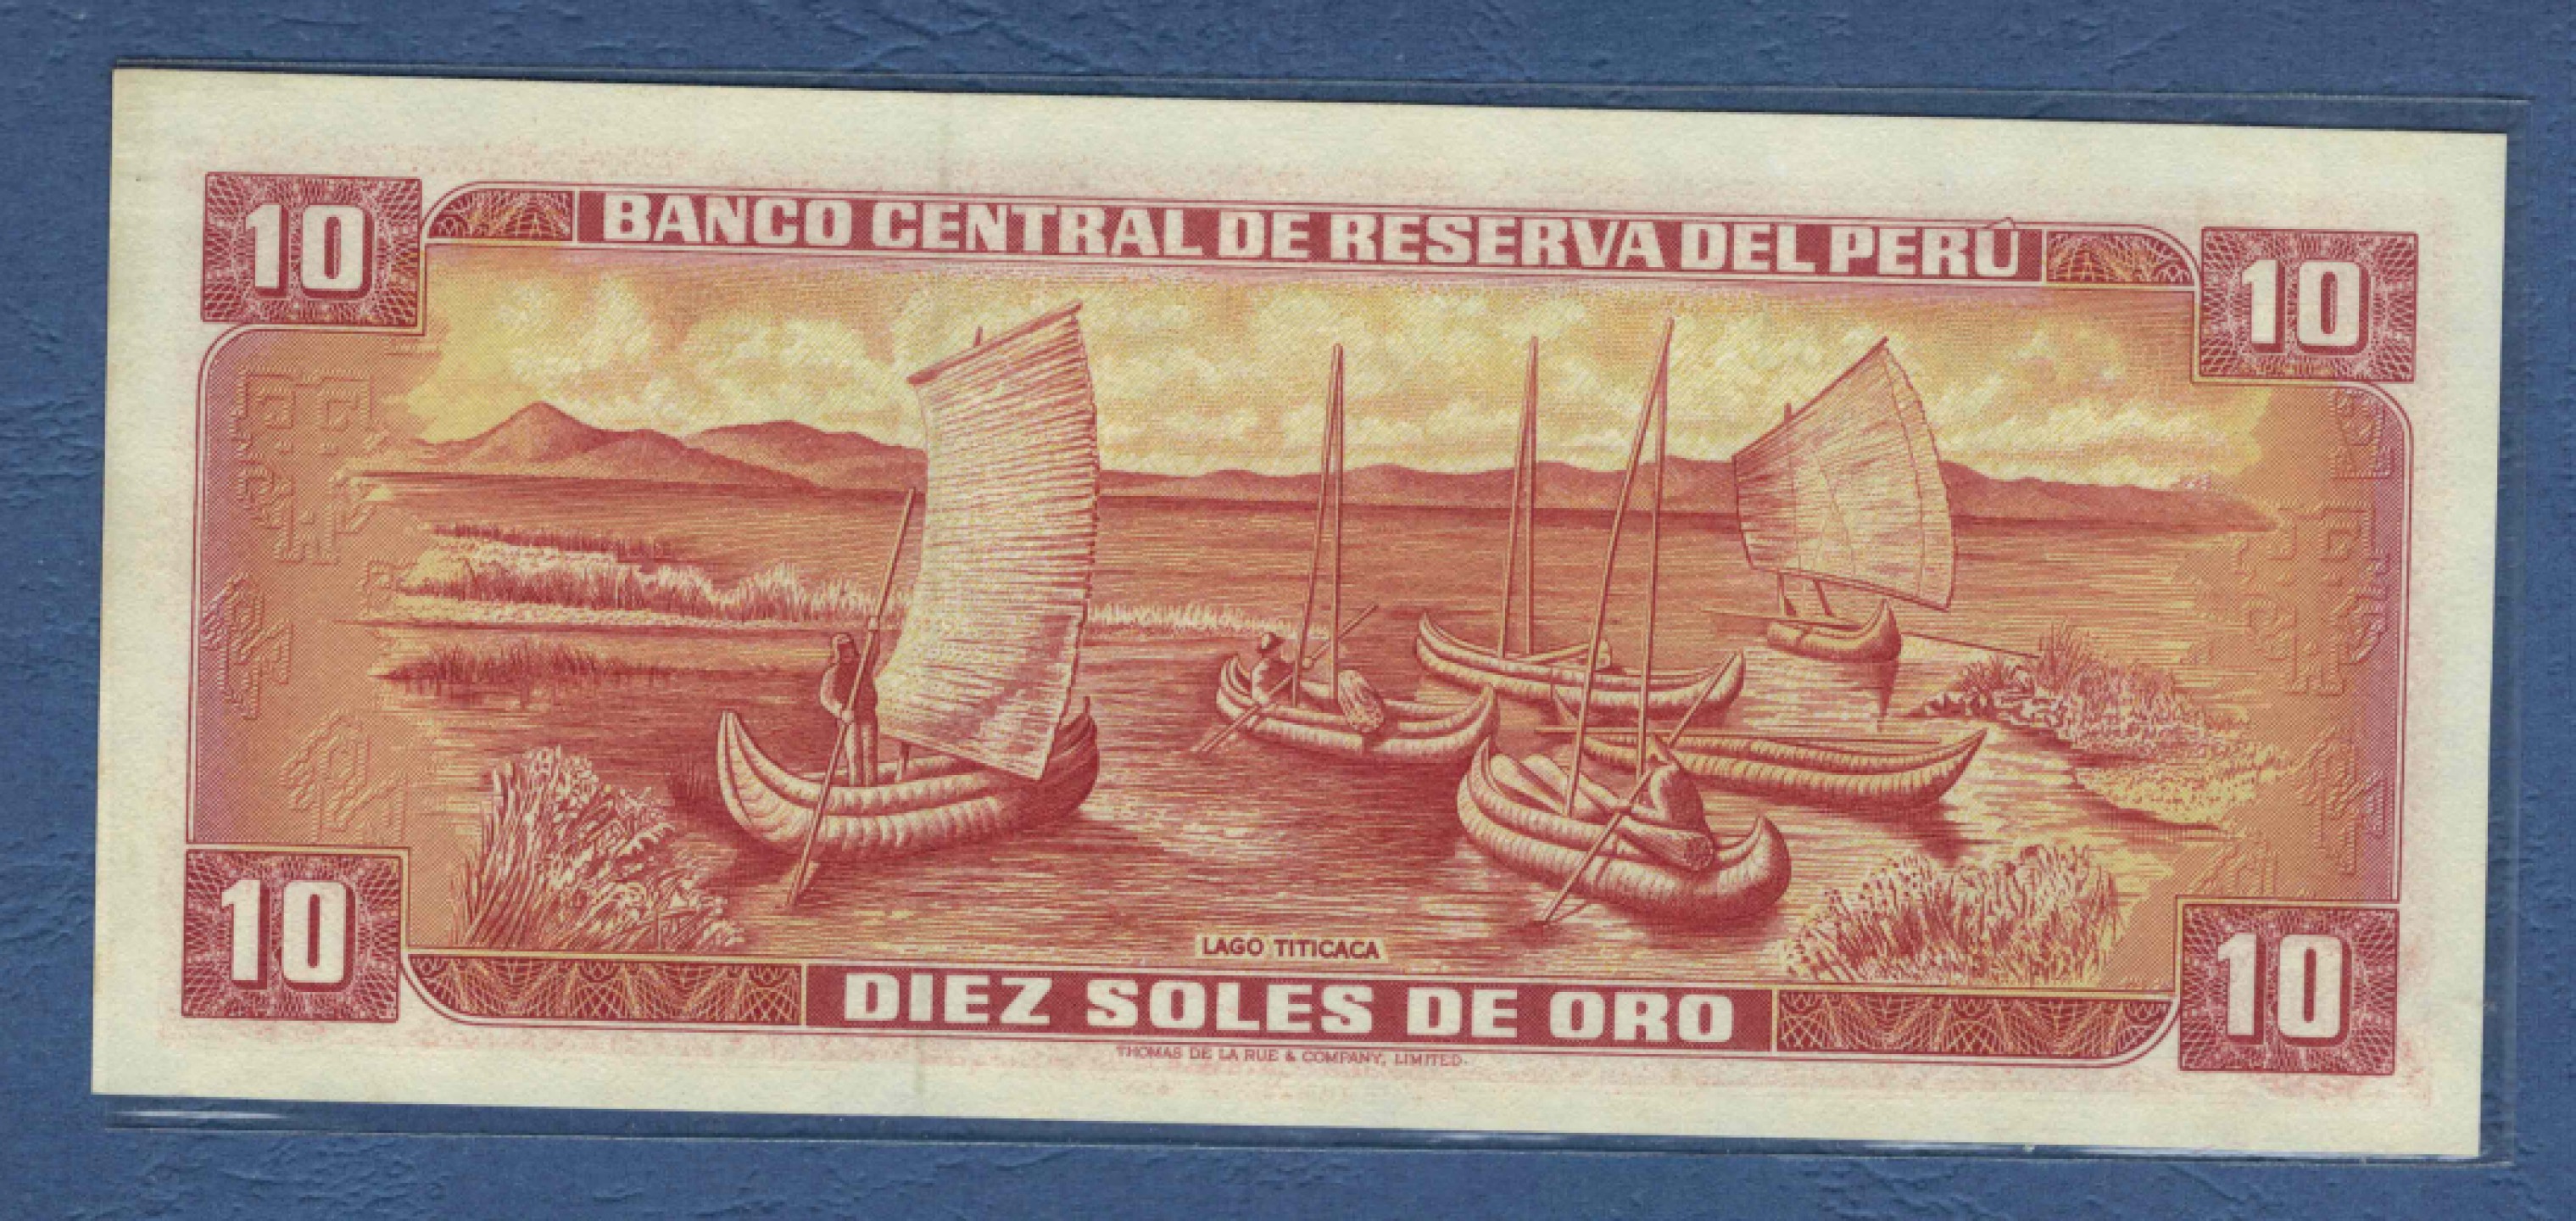 10 BANCO CENTRAL DE RESERVA DEL PERÚ 10
LAGO TITICACA
10 DIEZ SOLES DE ORO 10
THOMAS DE LA RUE & COMPANY, LIMITED.